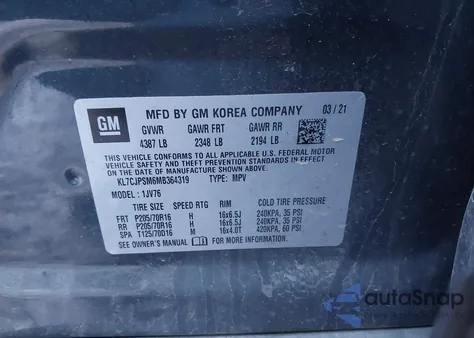 GM
MFD BY GM KOREA COMPANY 03/21
GVWR GAWR FRT GAWR RR
4387 LB 2348 LB 2194 LB
THIS VEHICLE CONFORMS TO ALL APPLICABLE U.S. FEDERAL MOTOR
VEHICLE SAFETY AND THEFT PREVENTION STANDARDS IN EFFECT ON
THE DATE OF MANUFACTURE SHOWN ABOVE.
KL7CJPSM6MB364319 TYPE: MPV
MODEL : 1JV76
TIRE SIZE SPEED RTG RIM COLD TIRE PRESSURE
FRT P205/70R16 H 16x6.5J 240KPA, 35 PSI
RR P205/70R16 H 16x6.5J 240KPA, 35 PSI
SPA T125/70D16 M 16x4.0T 420KPA, 60 PSI
SEE OWNER'S MANUAL FOR MORE INFORMATION.
autoSnap